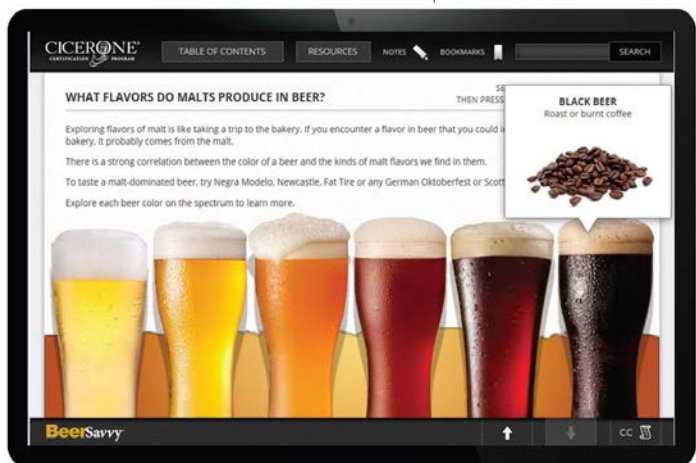 CICERONE
CERTIFICATION PROGRAM
TABLE OF CONTENTS
RESOURCES
NOTES
BOOKMARKS
SEARCH
WHAT FLAVORS DO MALTS PRODUCE IN BEER?
SE
THEN PRESS
BLACK BEER
Roast or burnt coffee
Exploring flavors of malt is like taking a trip to the bakery. If you encounter a flavor in beer that you could
bakery, it probably comes from the malt.
There is a strong correlation between the color of a beer and the kinds of malt flavors we find in them.
To taste a malt-dominated beer, try Negra Modelo, Newcastle, Fat Tire or any German Oktoberfest or Scott
Explore each beer color on the spectrum to learn more.
BeerSavvy
CC